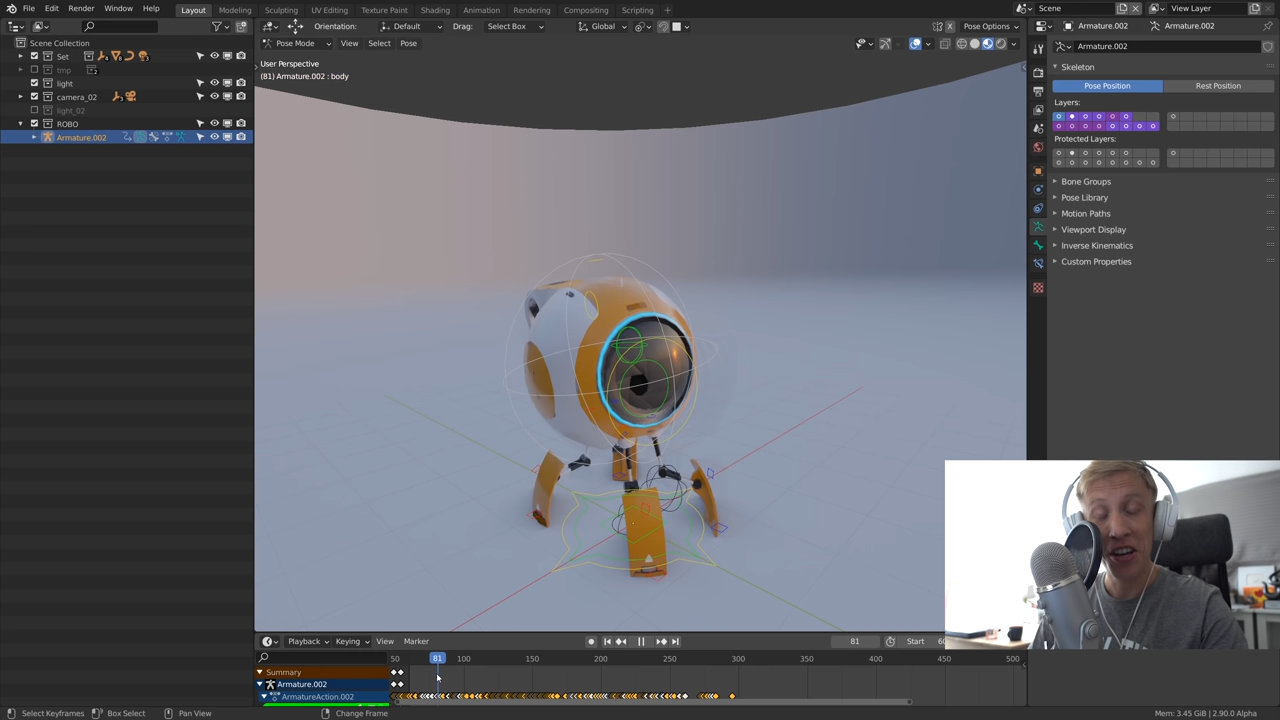 File Edit Render Window Help
Layout Modeling Sculpting UV Editing Texture Paint Shading Animation Rendering Compositing Scripting +
Scene
View Layer
Orientation: Default Drag: Select Box Global Pose Options
Pose Mode View Select Pose
Scene Collection
Set
tmp
light
camera_02
light_02
ROBO
Armature.002
User Perspective
(81) Armature.002 : body
Armature.002 Armature.002
Armature.002
Skeleton
Pose Position Rest Position
Layers:
Protected Layers:
Bone Groups
Pose Library
Motion Paths
Viewport Display
Inverse Kinematics
Custom Properties
Playback Keying View Marker 81 Start
50 81 100 150 200 250 300 350 400 450 500
Summary
Armature.002
ArmatureAction.002
Select Keyframes Box Select Pan View Change Frame Mem: 3.45 GiB | 2.90.0 Alpha